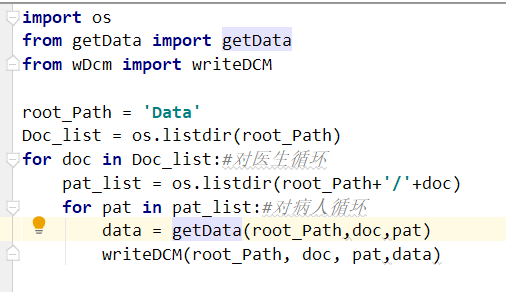 import os
from getData import getData
from wDcm import writeDCM

root_Path = 'Data'
Doc_list = os.listdir(root_Path)
for doc in Doc_list:#对医生循环
    pat_list = os.listdir(root_Path+'/'+doc)
    for pat in pat_list:#对病人循环
        data = getData(root_Path,doc,pat)
        writeDCM(root_Path, doc, pat,data)